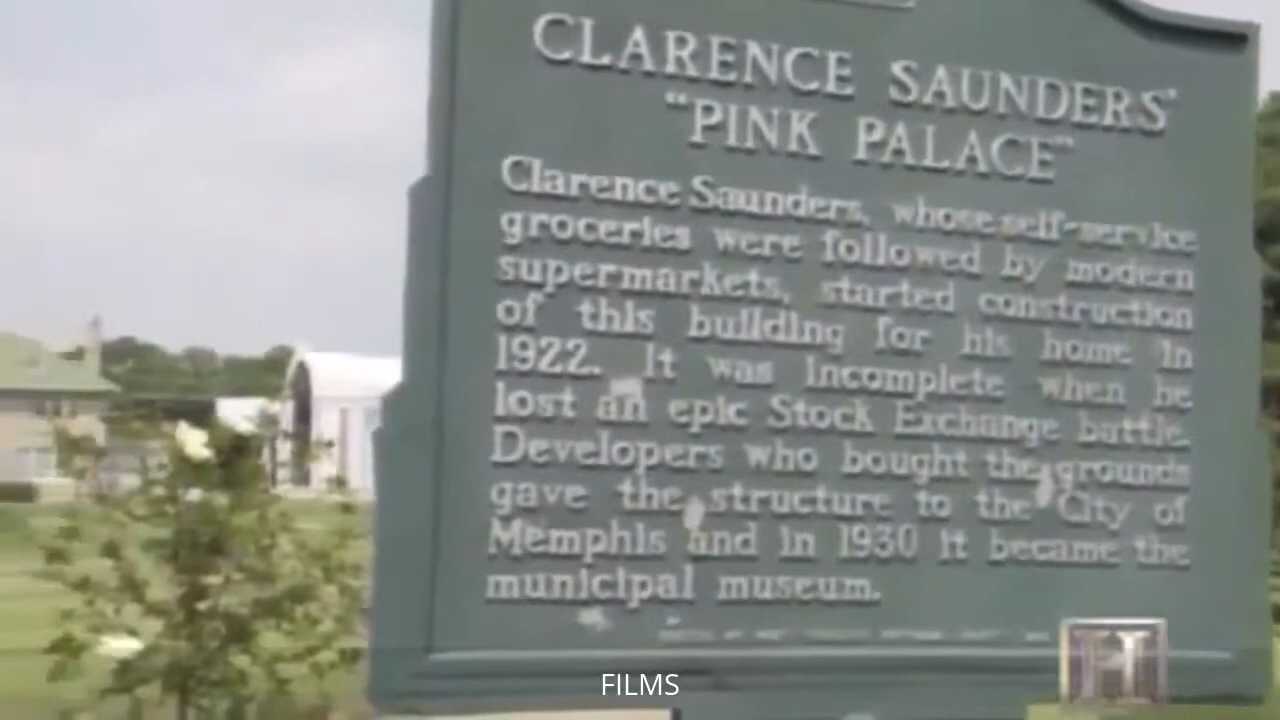 CLARENCE SAUNDERS'
"PINK PALACE"
Clarence Saunders, whose self-service
groceries were followed by modern
supermarkets, started construction
of this building for his home in
1922. It was incomplete when he
lost an epic Stock Exchange battle.
Developers who bought the grounds
gave the structure to the City of
Memphis and in 1930 it became the
municipal museum.
H
FILMS